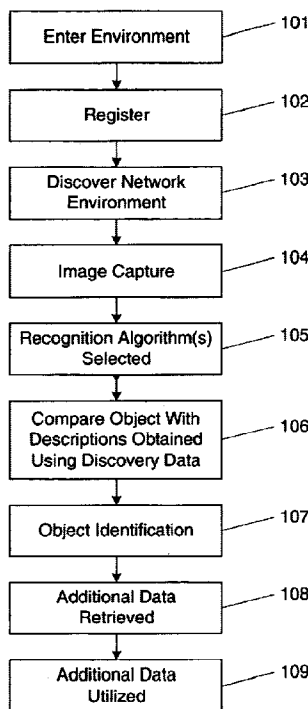 Enter Environment
101
Register
102
Discover Network
Environment
103
Image Capture
104
Recognition Algorithm(s)
Selected
105
Compare Object With
Descriptions Obtained
Using Discovery Data
106
Object Identification
107
Additional Data
Retrieved
108
Additional Data
Utilized
109